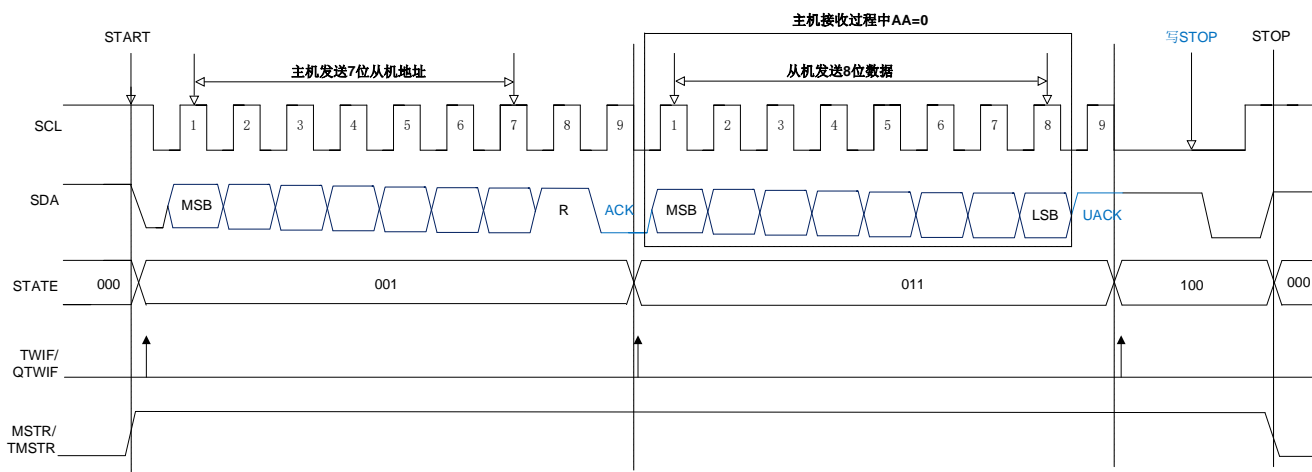 主机接收过程中AA=0
START
写STOP
STOP
主机发送7位从机地址
从机发送8位数据
SCL
1 2 3 4 5 6 7 8 9 1 2 3 4 5 6 7 8 9
SDA
MSB R ACK MSB LSB UACK
STATE
000 001 011 100 000
TWIF/
QTWIF
MSTR/
TMSTR